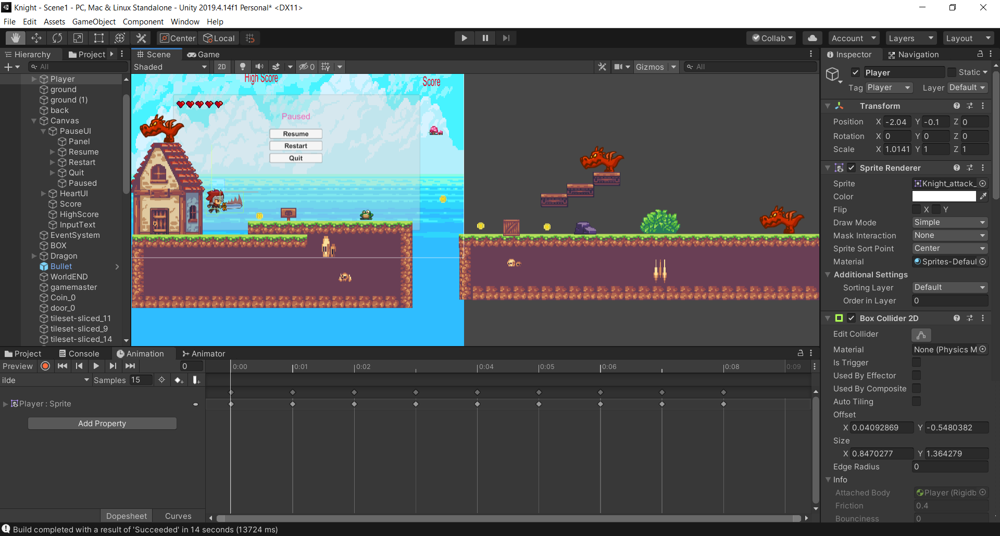 Knight - Scene1 - PC, Mac & Linux Standalone - Unity 2019.4.14f1 Personal* <DX11>
File Edit Assets GameObject Component Window Help
Center Local Collab Account Layers Layout
Hierarchy Project Scene Game Inspector Navigation
All Shaded 2D 0 Gizmos All
Player
ground
ground (1)
back
Canvas
PauseUI
Panel
Resume
Restart
Quit
Paused
HeartUI
Score
HighScore
InputText
EventSystem
BOX
Dragon
Bullet
WorldEND
gamemaster
Coin_0
door_0
tileset-sliced_11
tileset-sliced_9
tileset-sliced_14
High Score
Score
Paused
Resume
Restart
Quit
Player Static
Tag Player Layer Default
Transform
Position X -2.04 Y -0.1 Z 0
Rotation X 0 Y 0 Z 0
Scale X 1.0141 Y 1 Z 1
Sprite Renderer
Sprite Knight_attack_
Color
Flip X Y
Draw Mode Simple
Mask Interaction None
Sprite Sort Point Center
Material Sprites-Defaul
Additional Settings
Sorting Layer Default
Order in Layer 0
Box Collider 2D
Edit Collider
Material None (Physics M
Is Trigger
Used By Effector
Used By Composite
Auto Tiling
Offset
X 0.04092869 Y -0.5480382
Size
X 0.8470277 Y 1.364279
Edge Radius 0
Info
Attached Body Player (Rigidb
Friction 0.4
Bounciness 0
Project Console Animation Animator
Preview 0 0:00 0:01 0:02 0:04 0:05 0:06 0:08 0:09
ilde Samples 15
Player : Sprite
Add Property
Dopesheet Curves
Build completed with a result of 'Succeeded' in 14 seconds (13724 ms)